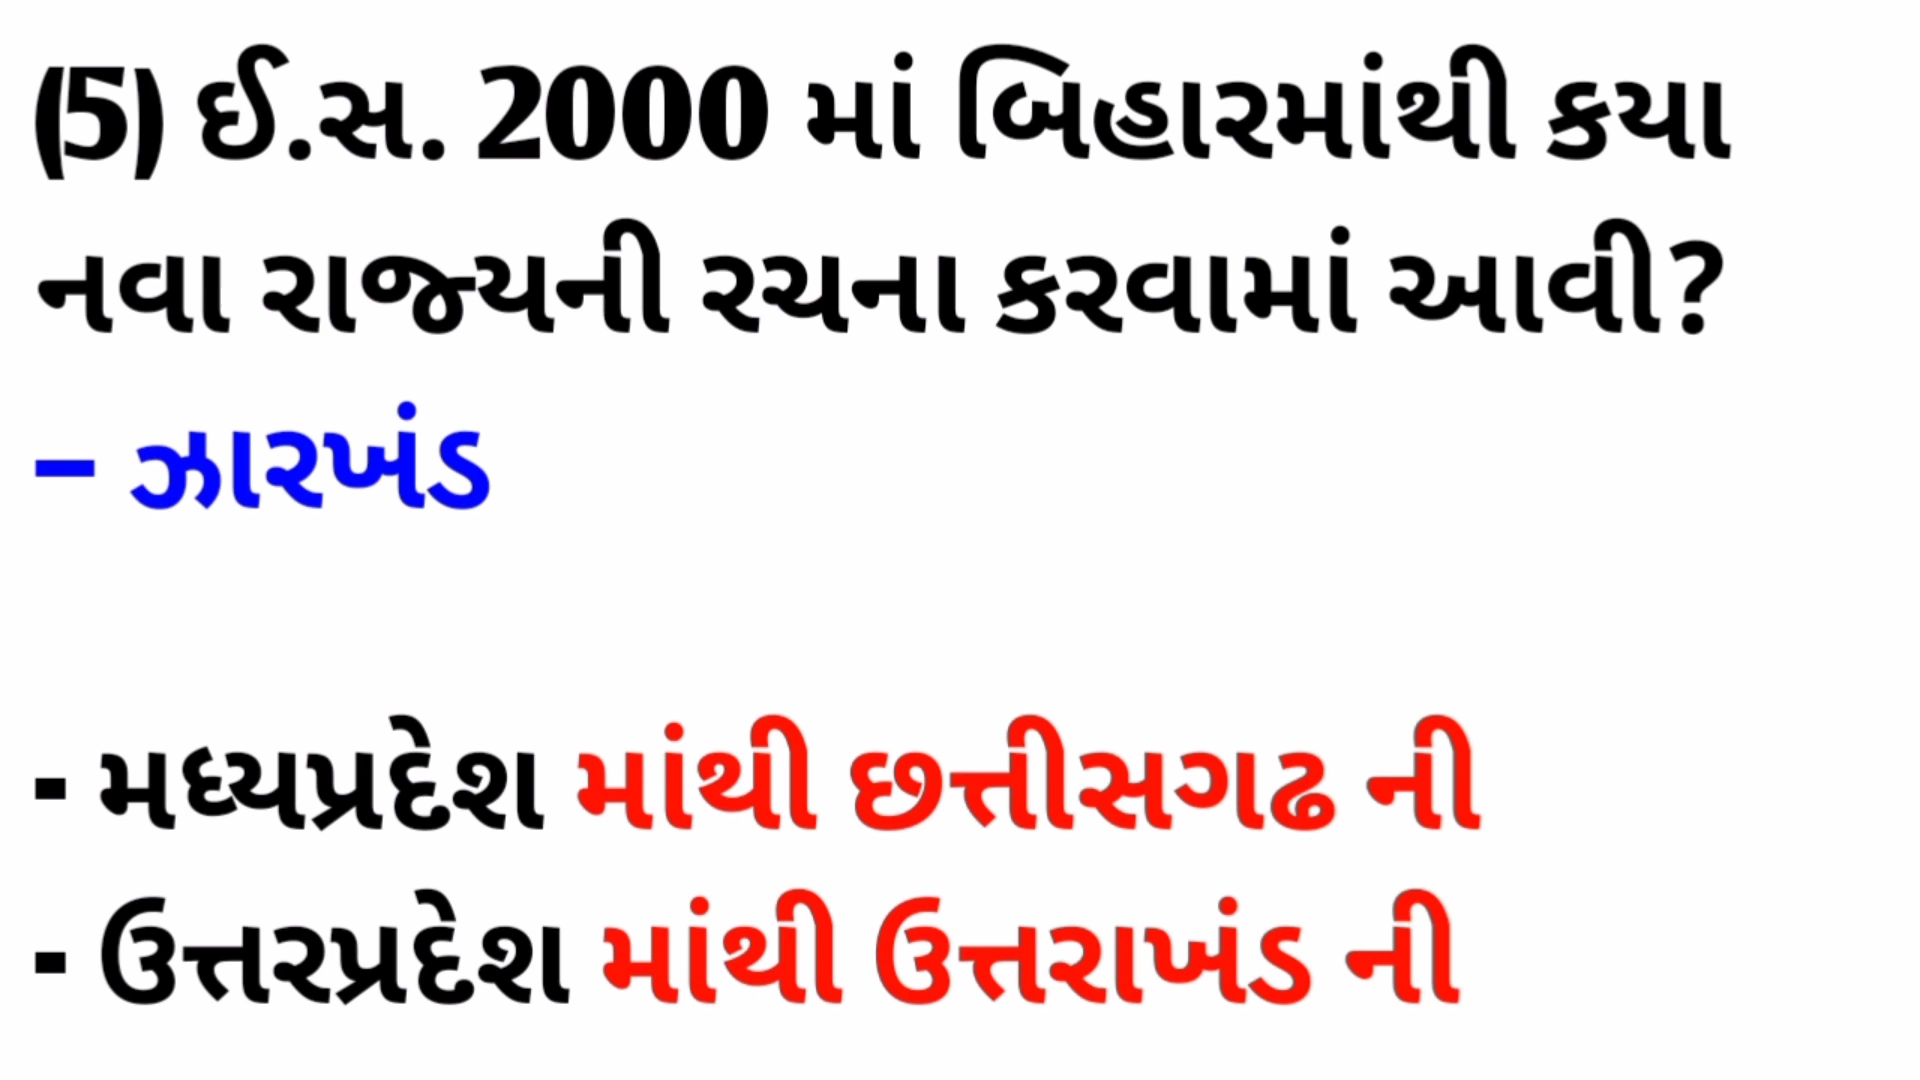 (5) ઈ.સ. 2000 માં બિહારમાંથી કયા
નવા રાજ્યની રચના કરવામાં આવી?
– ઝારખંડ
- મધ્યપ્રદેશ માંથી છત્તીસગઢ ની
- ઉત્તરપ્રદેશ માંથી ઉત્તરાખંડ ની